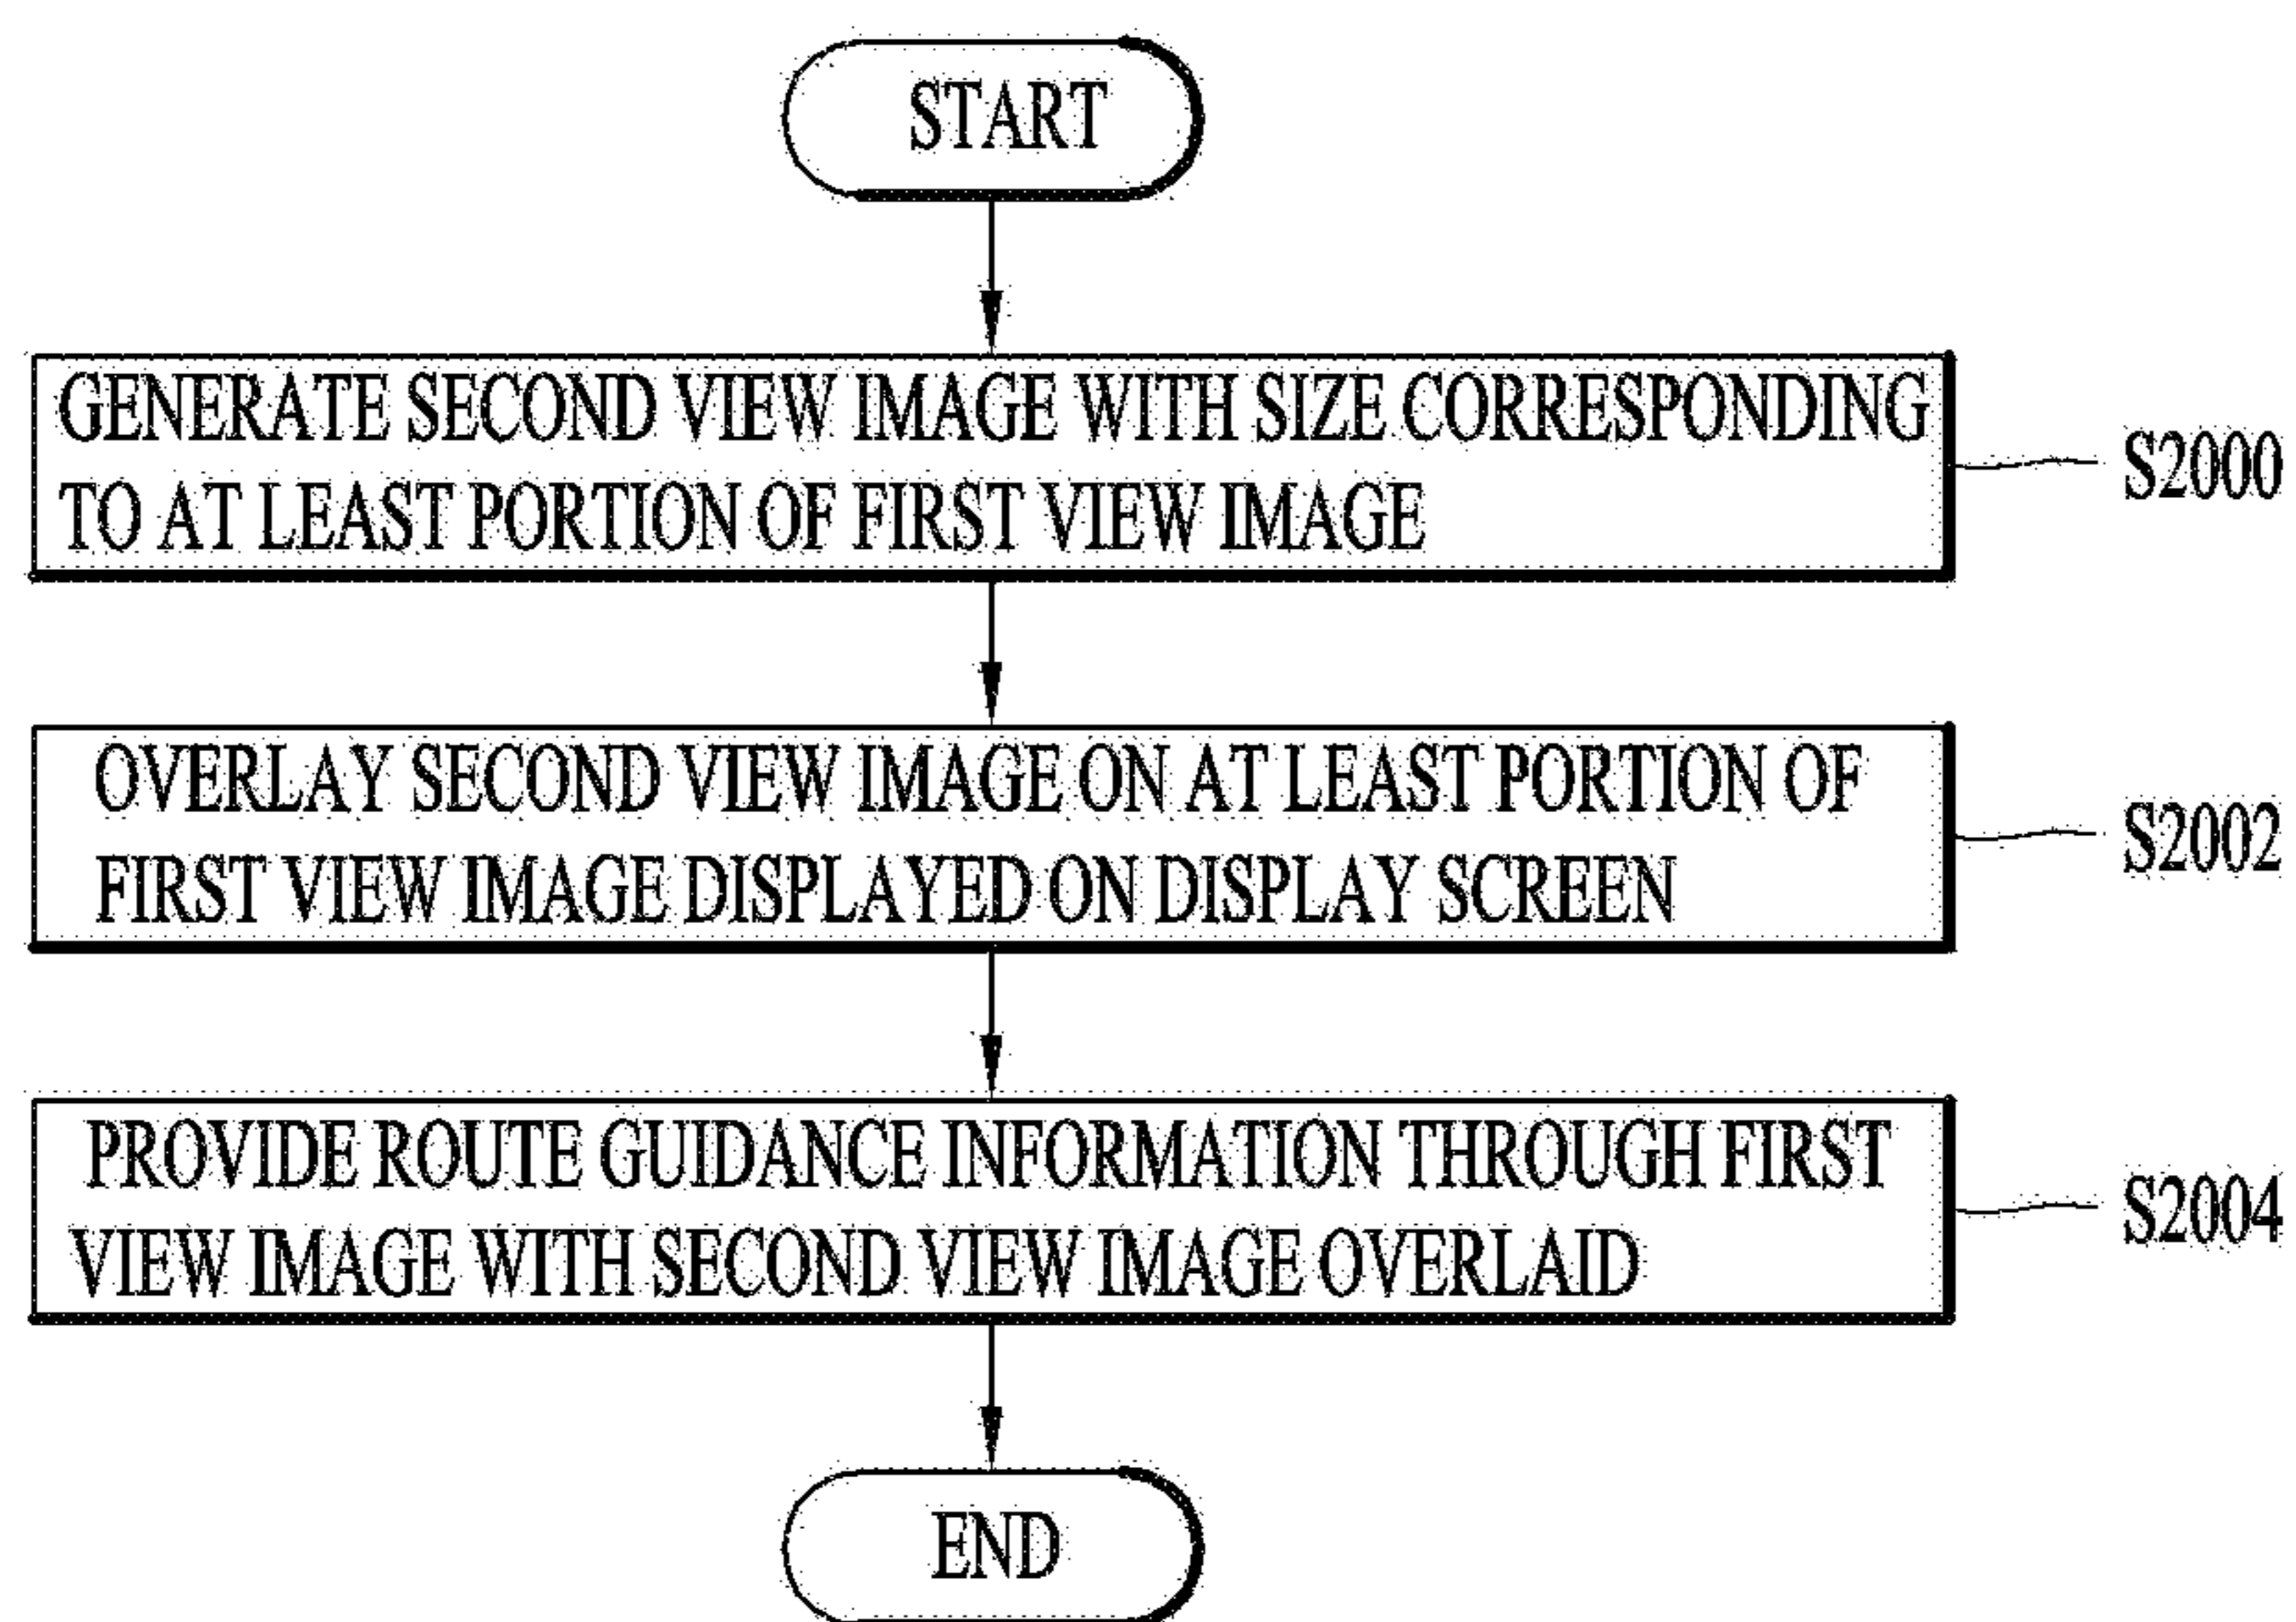 START
GENERATE SECOND VIEW IMAGE WITH SIZE CORRESPONDING
TO AT LEAST PORTION OF FIRST VIEW IMAGE
S2000
OVERLAY SECOND VIEW IMAGE ON AT LEAST PORTION OF
FIRST VIEW IMAGE DISPLAYED ON DISPLAY SCREEN
S2002
PROVIDE ROUTE GUIDANCE INFORMATION THROUGH FIRST
VIEW IMAGE WITH SECOND VIEW IMAGE OVERLAID
S2004
END